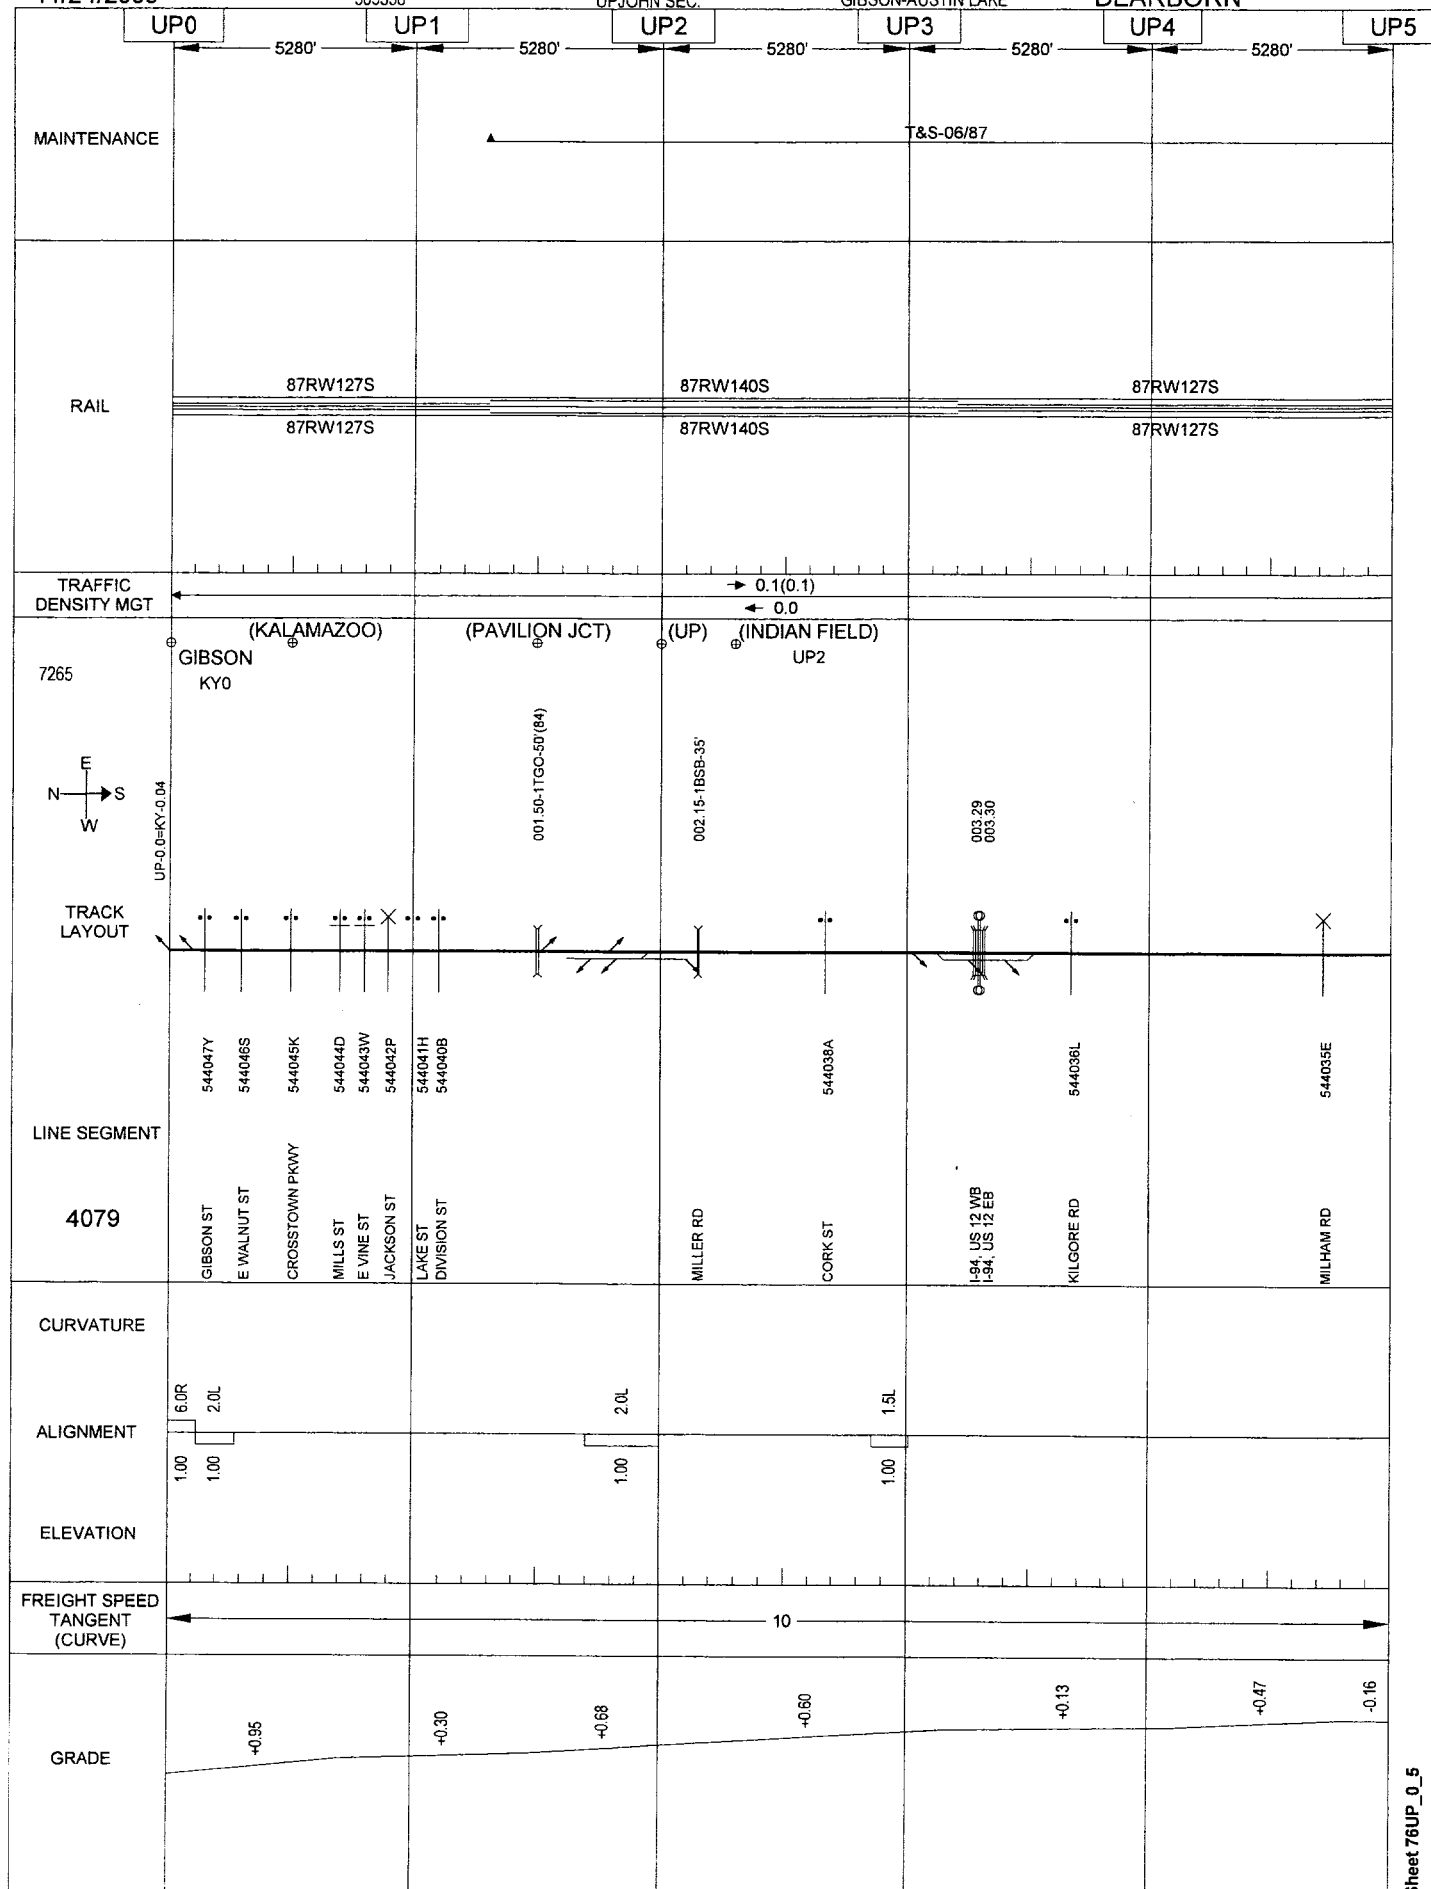 UPJOHN SEC.
GIBSON-AUSTIN LAKE
DEARBORN
UP0 UP1 UP2 UP3 UP4 UP5
5280' 5280' 5280' 5280' 5280'
MAINTENANCE
T&S-06/87
RAIL
87RW127S 87RW140S 87RW127S
87RW127S 87RW140S 87RW127S
TRAFFIC
DENSITY MGT
0.1(0.1)
0.0
(KALAMAZOO) (PAVILION JCT) (UP) (INDIAN FIELD)
GIBSON
UP2
KY0
7265
E
N S
W
UP-0.0=KY-0.04
001.50-1TGO-50'(84)
002.15-1BSB-35'
003.29
003.30
TRACK
LAYOUT
544047Y
544046S
544045K
544044D
544043W
544042P
544041H
544040B
544038A
544036L
544035E
LINE SEGMENT
4079
GIBSON ST
E WALNUT ST
CROSSTOWN PKWY
MILLS ST
E VINE ST
JACKSON ST
LAKE ST
DIVISION ST
MILLER RD
CORK ST
I-94, US 12 WB
I-94, US 12 EB
KILGORE RD
MILHAM RD
CURVATURE
6.0R
2.0L
2.0L
1.5L
ALIGNMENT
1.00
1.00
1.00
1.00
ELEVATION
FREIGHT SPEED
TANGENT
(CURVE)
10
GRADE
+0.95
+0.30
+0.68
+0.60
+0.13
+0.47
-0.16
Sheet 76UP_0_5